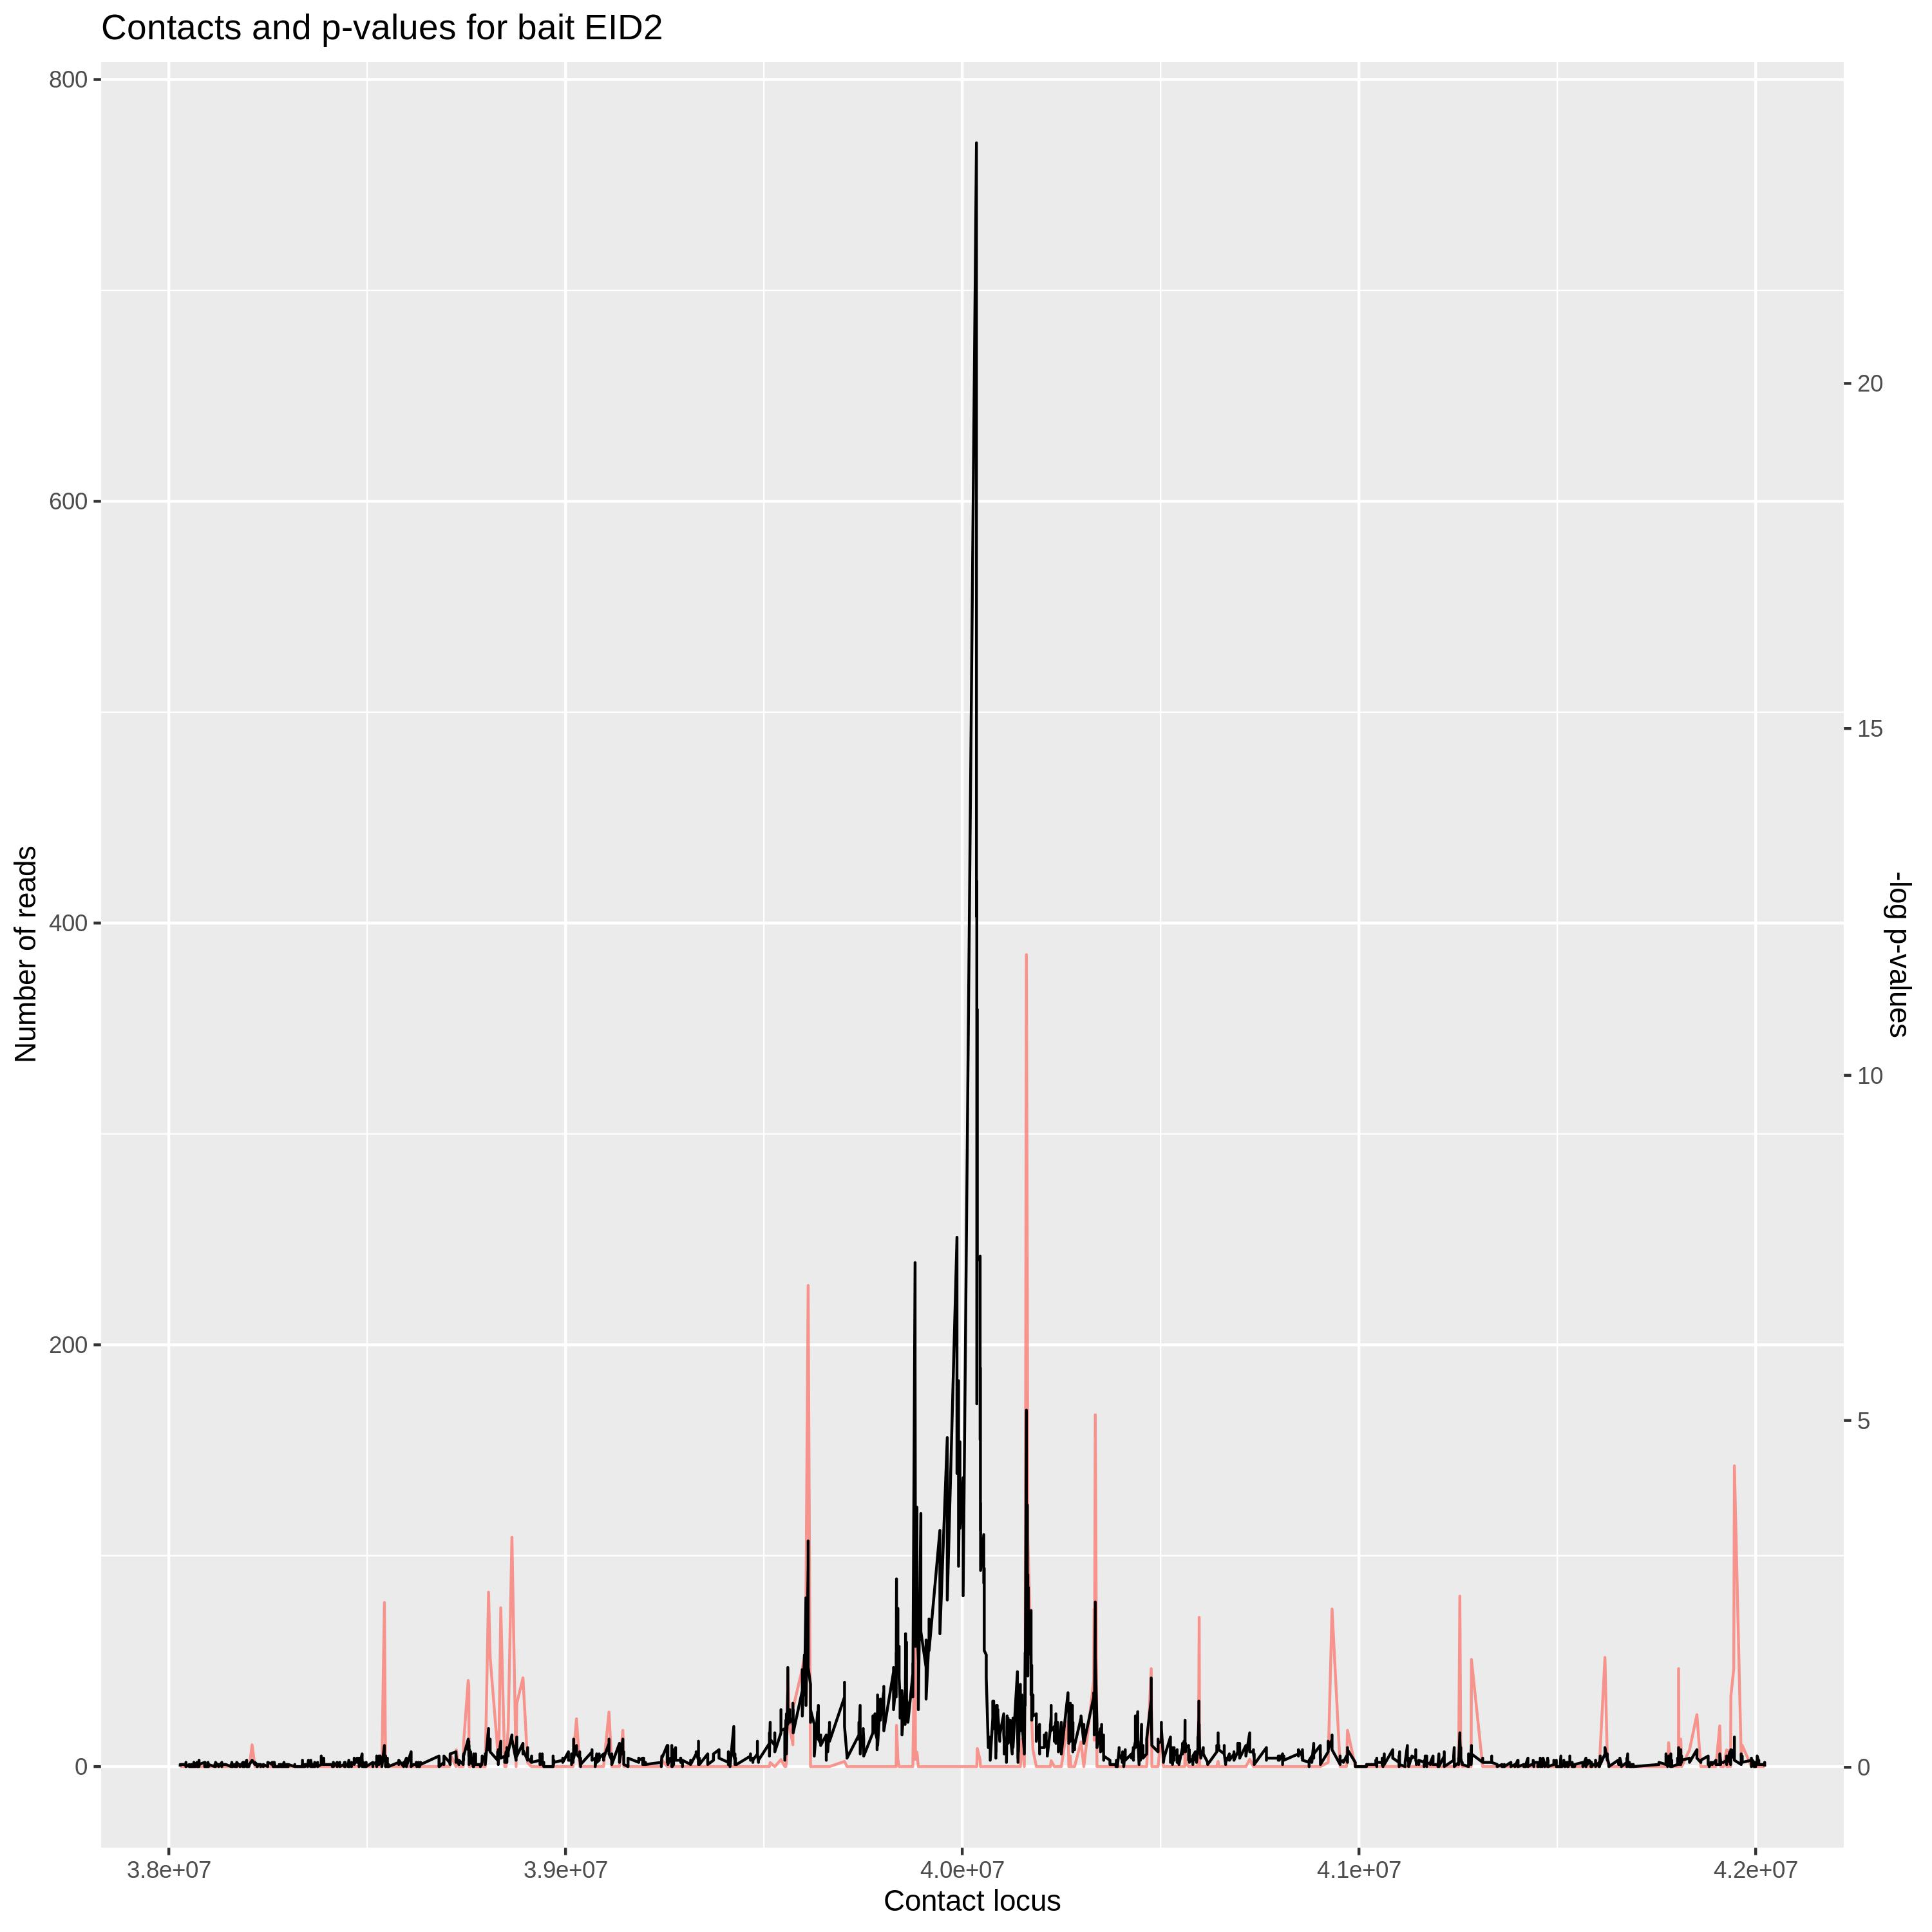 Contacts and p-values for bait EID2
800
600
400
200
0
Number of reads
20
15
10
5
0
-log p-values
3.8e+07
3.9e+07
4.0e+07
4.1e+07
4.2e+07
Contact locus